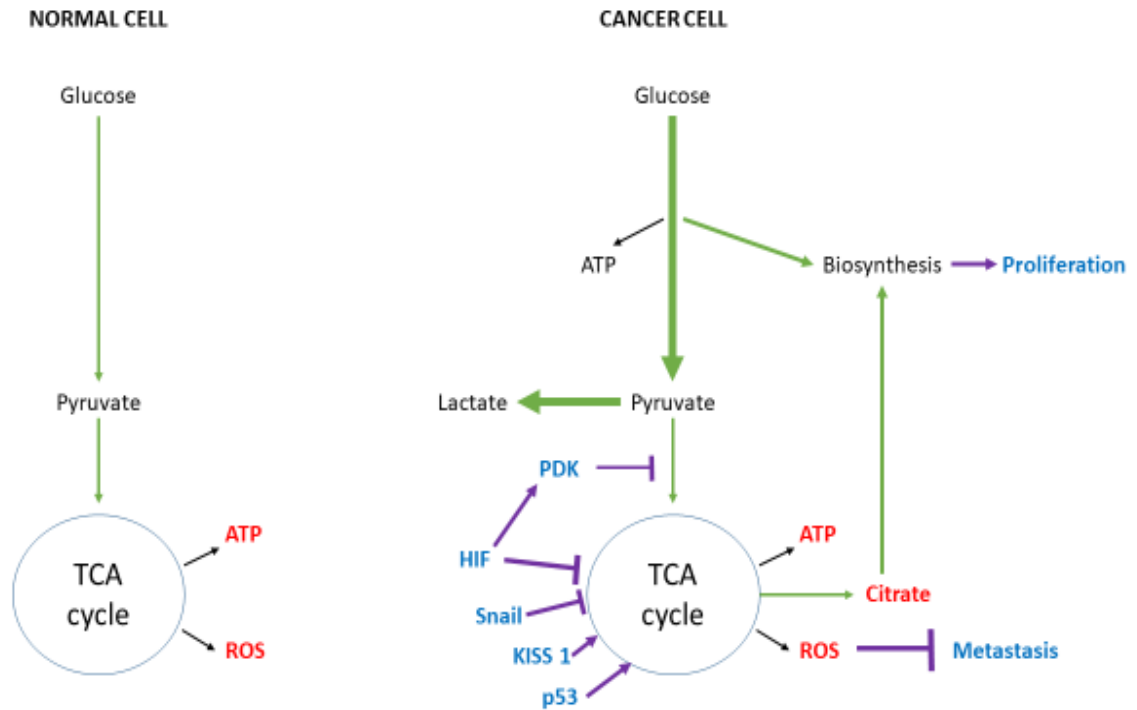 NORMAL CELL
Glucose
Pyruvate
TCA
cycle
ATP
ROS
CANCER CELL
Glucose
ATP
Biosynthesis
Proliferation
Lactate
Pyruvate
PDK
HIF
Snail
KISS 1
p53
TCA
cycle
ATP
Citrate
ROS
Metastasis